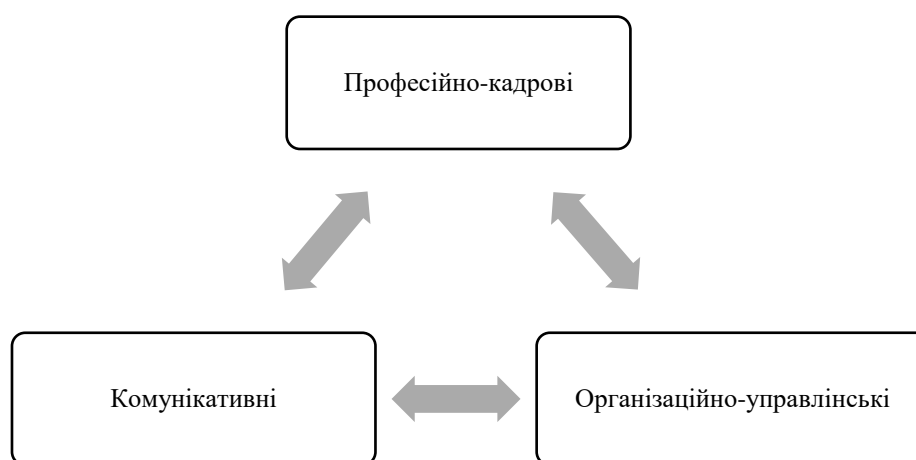 Професійно-кадрові
Комунікативні
Організаційно-управлінські